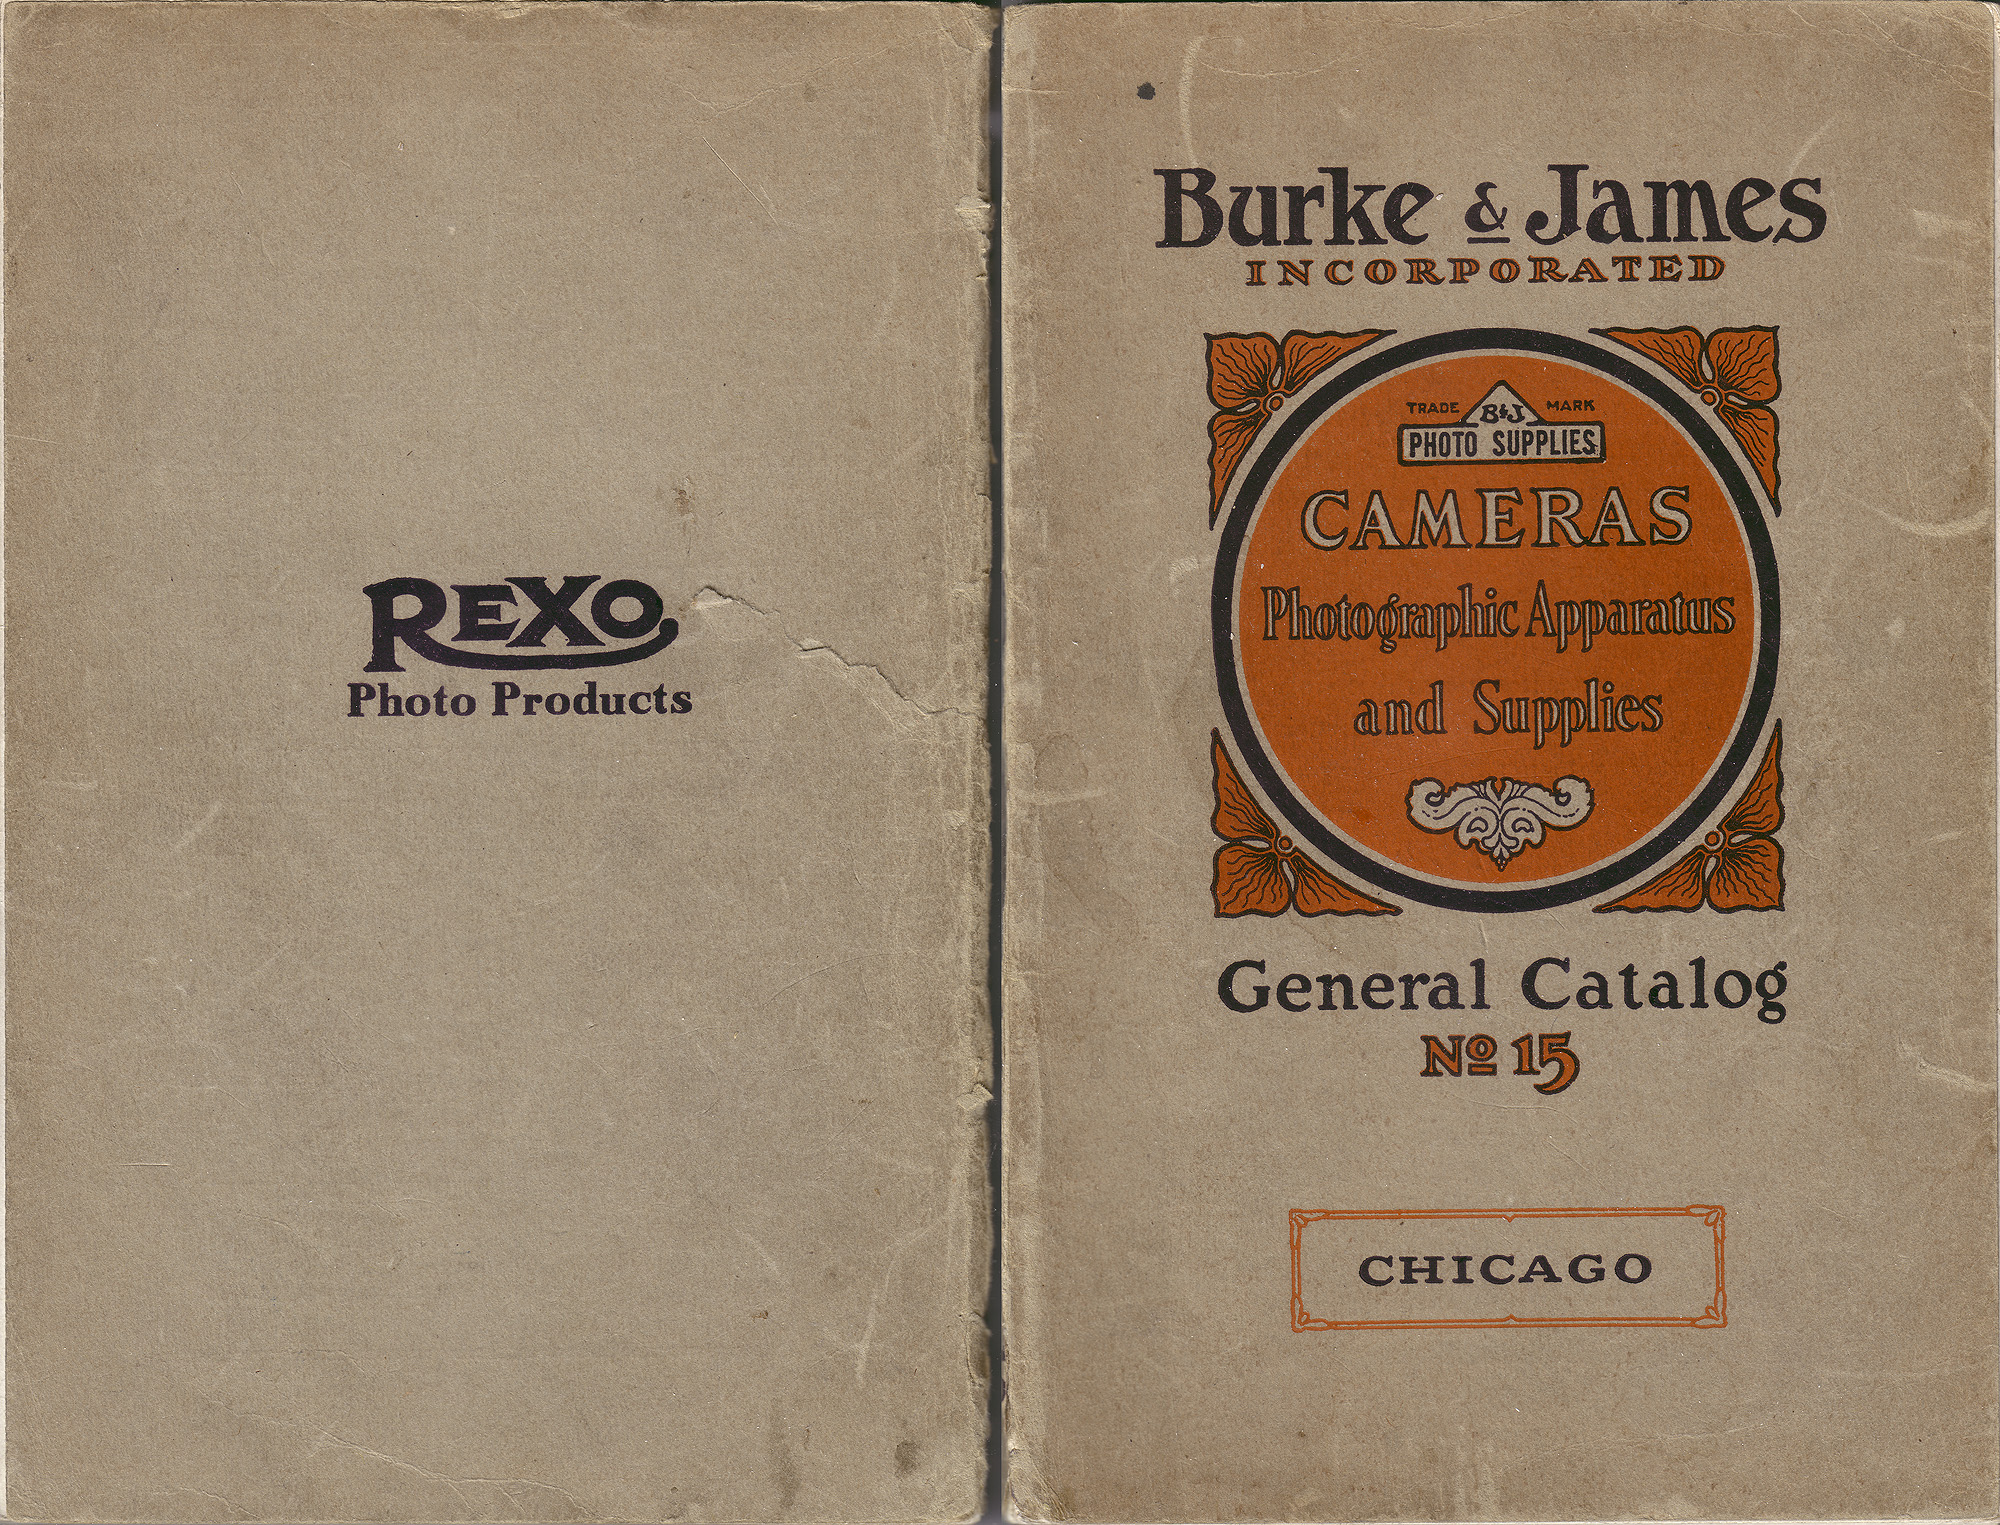 REXO
Photo Products
Burke & James
INCORPORATED
TRADE B&J MARK
PHOTO SUPPLIES
CAMERAS
Photographic Apparatus
and Supplies
General Catalog
No 15
CHICAGO